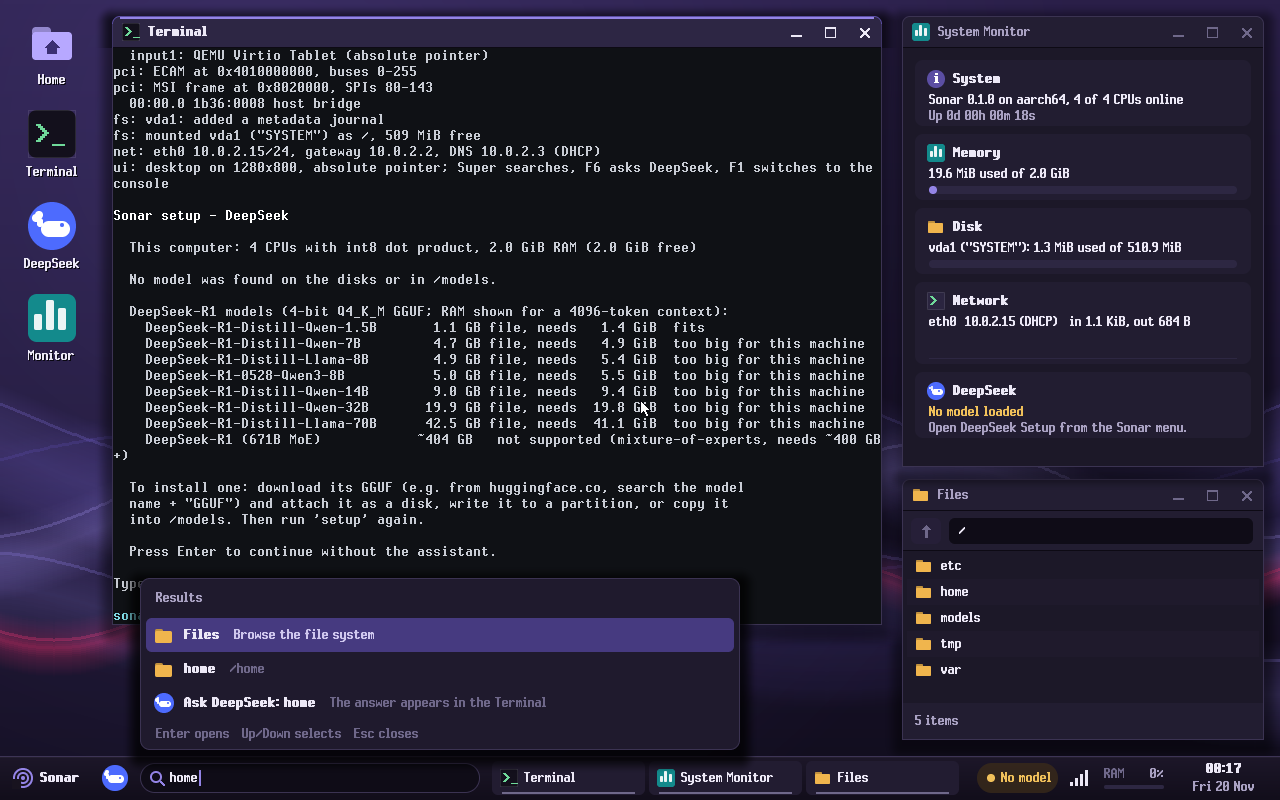 Home
Terminal
DeepSeek
Monitor
Terminal
input1: QEMU Virtio Tablet (absolute pointer)
pci: ECAM at 0x4010000000, buses 0-255
pci: MSI frame at 0x8020000, SPIs 80-143
00:00.0 1b36:0008 host bridge
fs: vda1: added a metadata journal
fs: mounted vda1 ("SYSTEM") as /, 509 MiB free
net: eth0 10.0.2.15/24, gateway 10.0.2.2, DNS 10.0.2.3 (DHCP)
ui: desktop on 1280x800, absolute pointer; Super searches, F6 asks DeepSeek, F1 switches to the
console
Sonar setup - DeepSeek
This computer: 4 CPUs with int8 dot product, 2.0 GiB RAM (2.0 GiB free)
No model was found on the disks or in /models.
DeepSeek-R1 models (4-bit Q4_K_M GGUF; RAM shown for a 4096-token context):
DeepSeek-R1-Distill-Qwen-1.5B 1.1 GB file, needs 1.4 GiB fits
DeepSeek-R1-Distill-Qwen-7B 4.7 GB file, needs 4.9 GiB too big for this machine
DeepSeek-R1-Distill-Llama-8B 4.9 GB file, needs 5.4 GiB too big for this machine
DeepSeek-R1-0528-Qwen3-8B 5.0 GB file, needs 5.5 GiB too big for this machine
DeepSeek-R1-Distill-Qwen-14B 9.0 GB file, needs 9.4 GiB too big for this machine
DeepSeek-R1-Distill-Qwen-32B 19.9 GB file, needs 19.8 GiB too big for this machine
DeepSeek-R1-Distill-Llama-70B 42.5 GB file, needs 41.1 GiB too big for this machine
DeepSeek-R1 (671B MoE) ~404 GB not supported (mixture-of-experts, needs ~400 GB
+)
To install one: download its GGUF (e.g. from huggingface.co, search the model
name + "GGUF") and attach it as a disk, write it to a partition, or copy it
into /models. Then run 'setup' again.
Press Enter to continue without the assistant.
Results
Files Browse the file system
home /home
Ask DeepSeek: home The answer appears in the Terminal
Enter opens Up/Down selects Esc closes
System Monitor
System
Sonar 0.1.0 on aarch64, 4 of 4 CPUs online
Up 0d 00h 00m 18s
Memory
19.6 MiB used of 2.0 GiB
Disk
vda1 ("SYSTEM"): 1.3 MiB used of 510.9 MiB
Network
eth0 10.0.2.15 (DHCP) in 1.1 KiB, out 684 B
DeepSeek
No model loaded
Open DeepSeek Setup from the Sonar menu.
Files
/
etc
home
models
tmp
var
5 items
Sonar
home
Terminal
System Monitor
Files
No model
RAM 0%
00:17
Fri 20 Nov